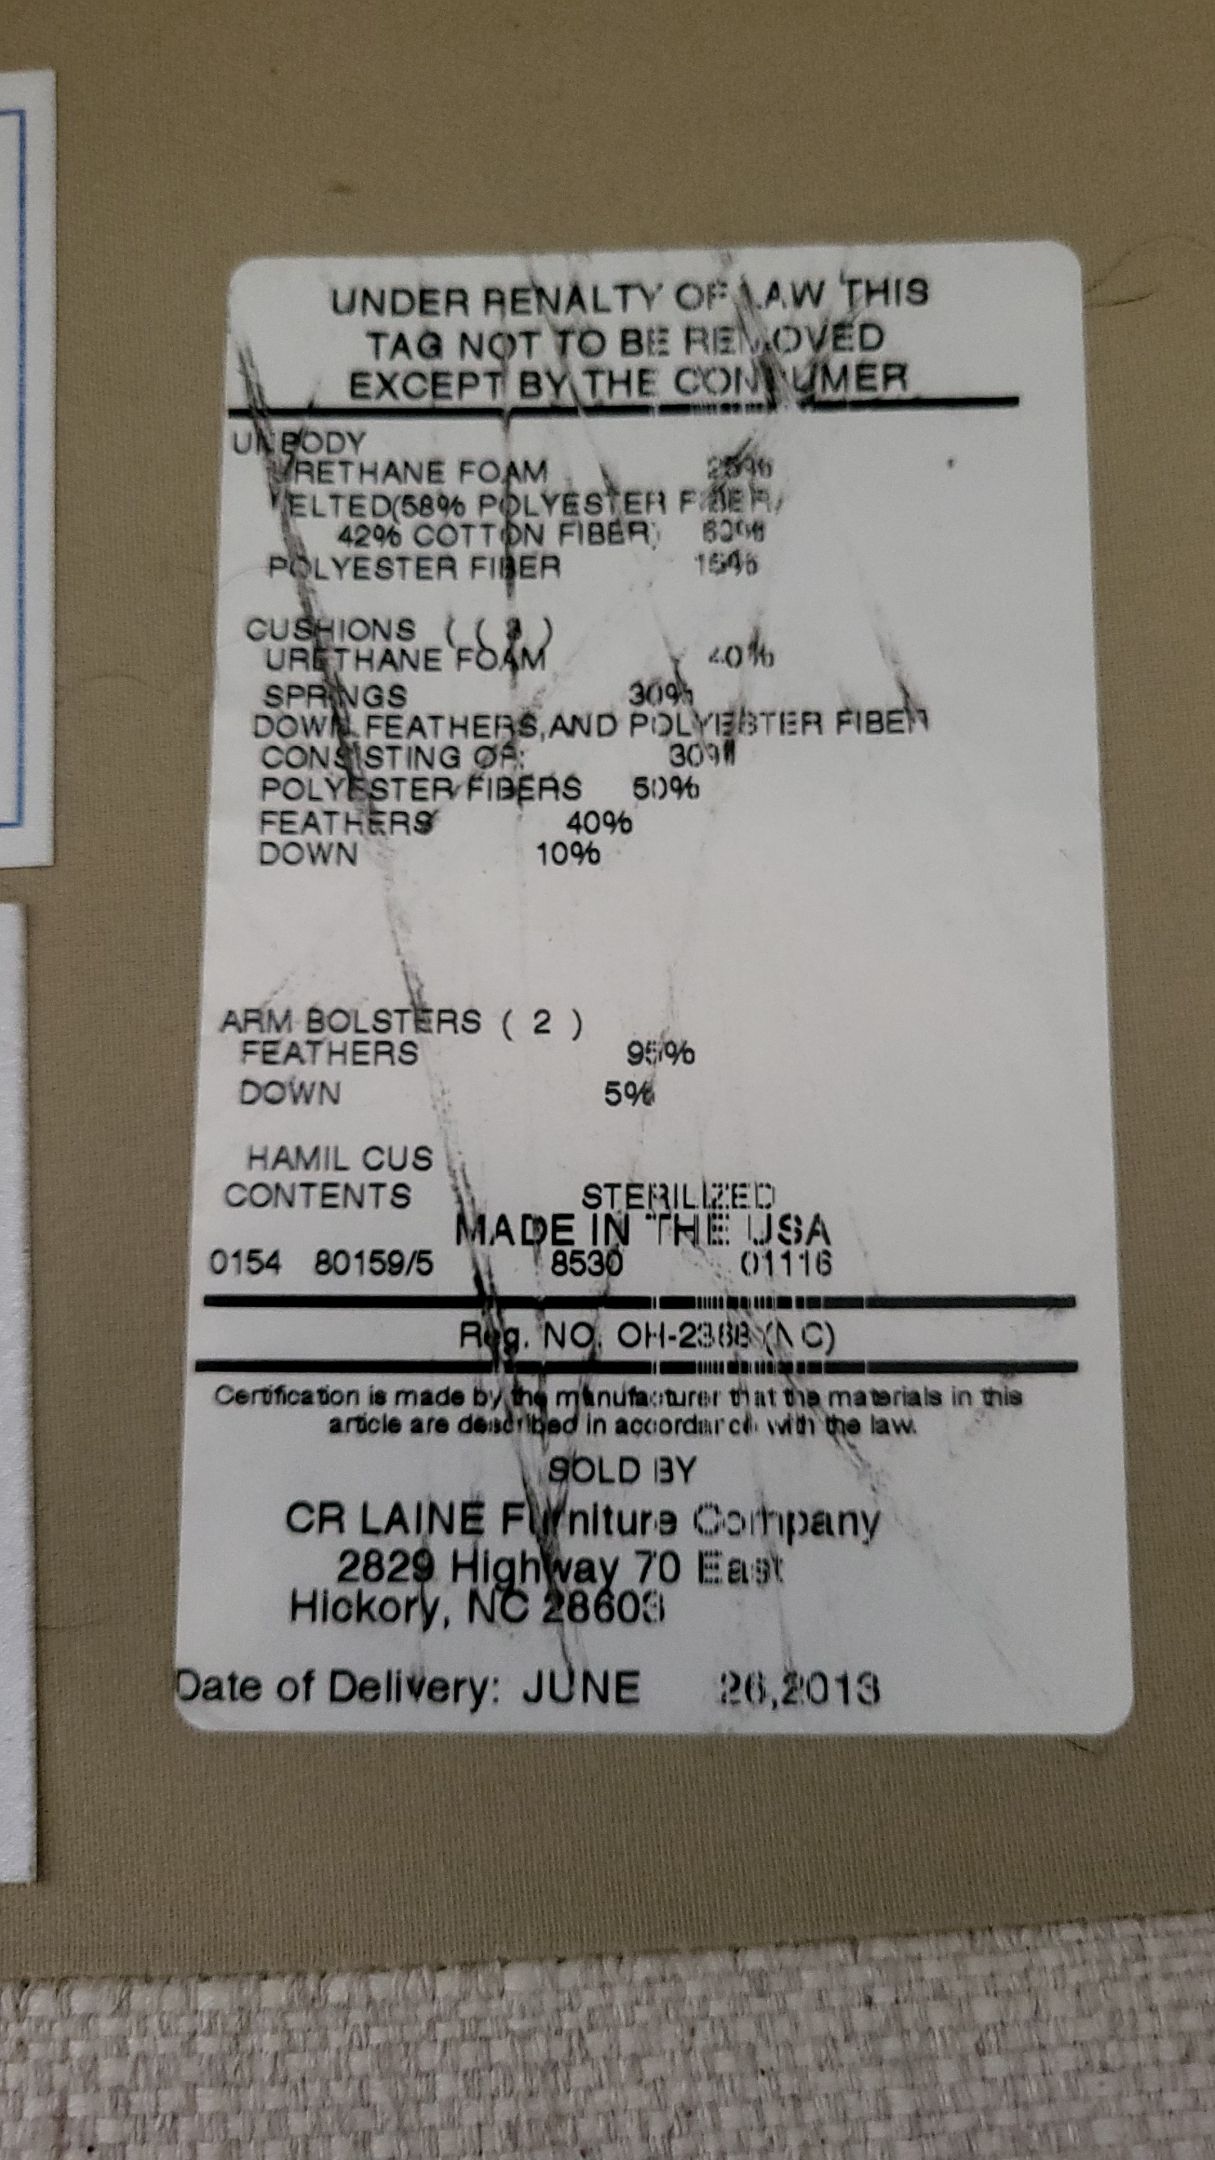 UNDER PENALTY OF LAW THIS
TAG NOT TO BE REMOVED
EXCEPT BY THE CONSUMER
URETHANE FOAM
(58% POLYESTER FIBER
42% COTTON FIBER)
POLYESTER FIBER 15%
CUSHIONS ( ( 3 )
URETHANE FOAM 40%
SPRINGS 30%
DOWN,FEATHERS,AND POLYESTER FIBER
CONSISTING OF: 30%
POLYESTER FIBERS 50%
FEATHERS 40%
DOWN 10%
ARM BOLSTERS ( 2 )
FEATHERS 95%
DOWN 5%
HAMIL CUS
CONTENTS STERILIZED
MADE IN THE USA
0154 80159/5 8530 01116
Reg. NO. (NC)
Certification is made by the manufacturer that the materials in this
article are described in accordance with the law.
SOLD BY
CR LAINE Furniture Company
2829 Highway 70 East
Hickory, NC 28603
Date of Delivery: JUNE 26,2013